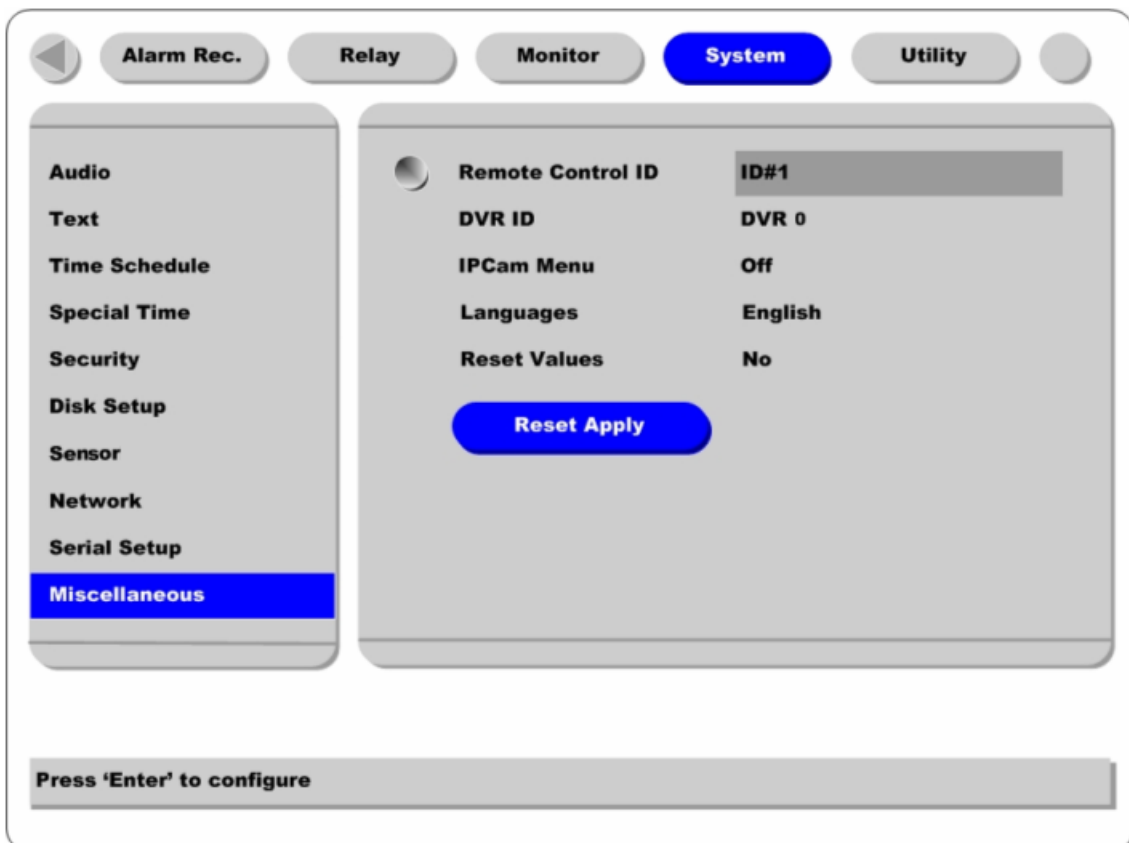 Alarm Rec. Relay Monitor System Utility
Audio
Text
Time Schedule
Special Time
Security
Disk Setup
Sensor
Network
Serial Setup
Miscellaneous
Remote Control ID ID#1
DVR ID DVR 0
IPCam Menu Off
Languages English
Reset Values No
Reset Apply
Press ‘Enter’ to configure